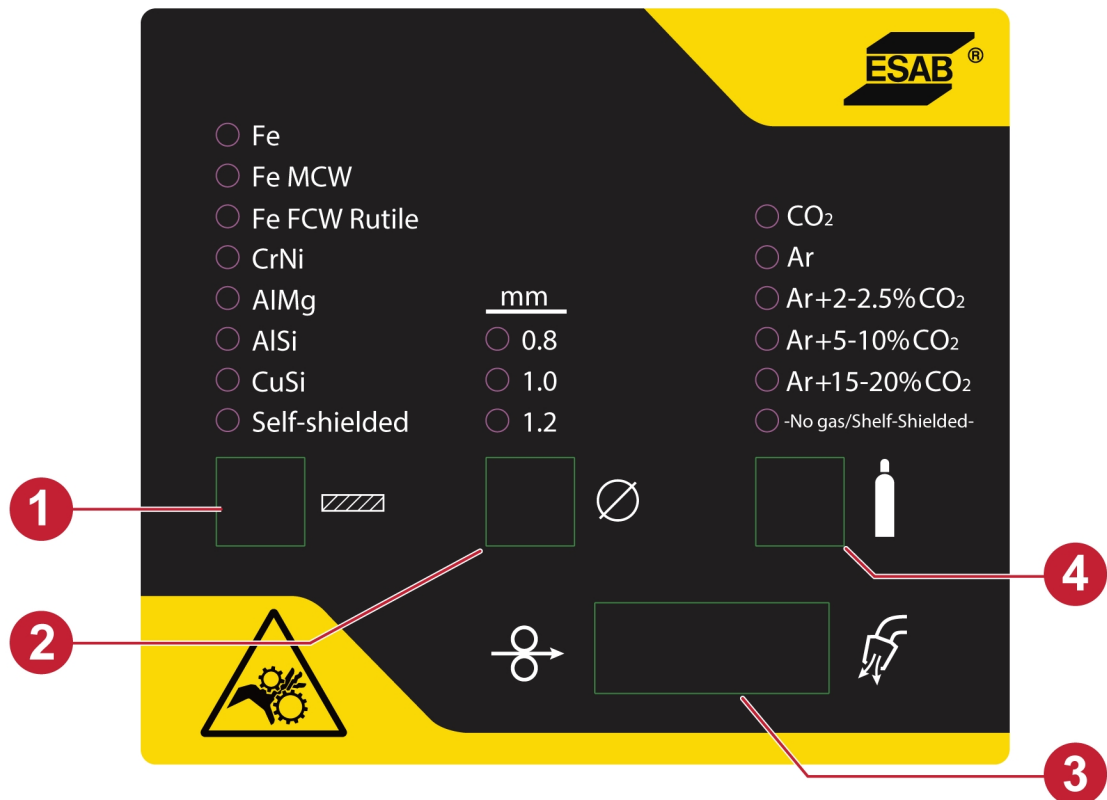 ESAB ®
Fe
Fe MCW
Fe FCW Rutile
CrNi
AlMg
AlSi
CuSi
Self-shielded
mm
0.8
1.0
1.2
CO₂
Ar
Ar+2-2.5%CO₂
Ar+5-10%CO₂
Ar+15-20%CO₂
-No gas/Shelf-Shielded-
1
2
4
3